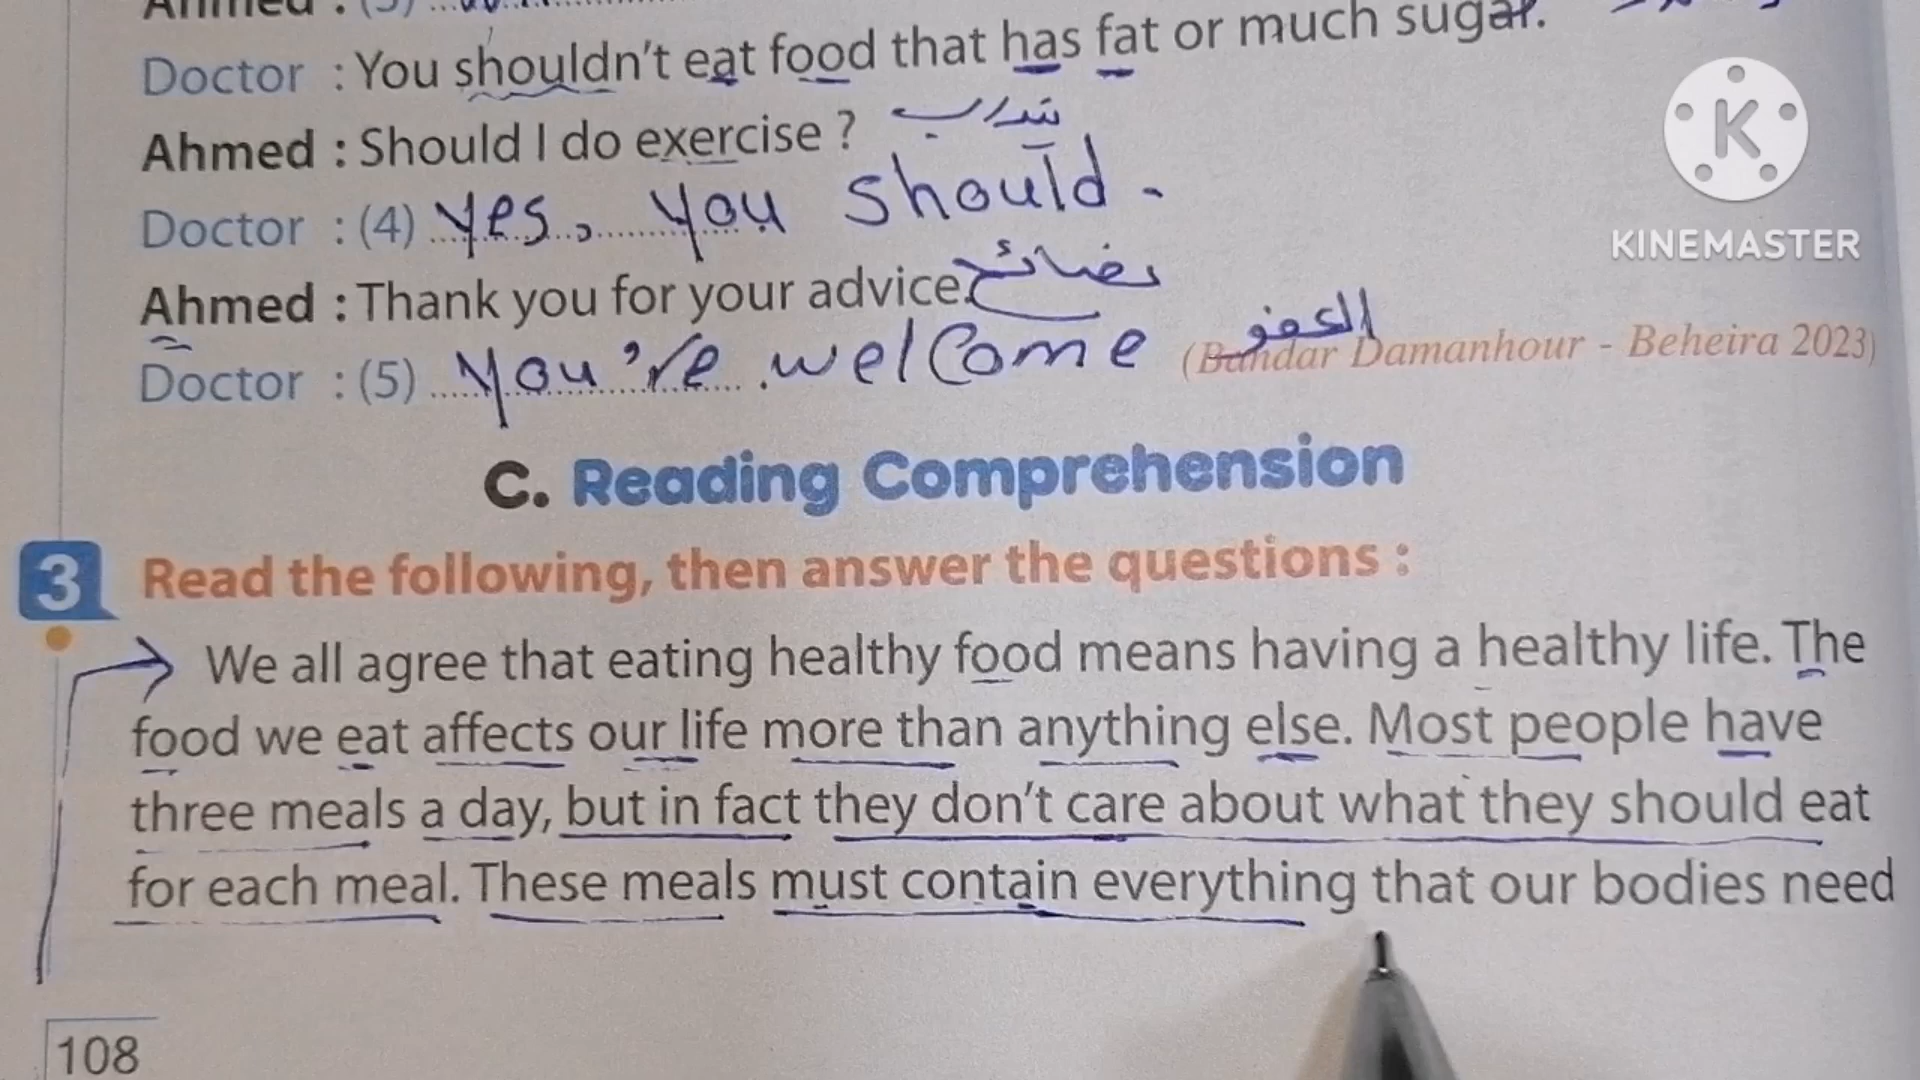 Ahmed : (3)
Doctor : You shouldn't eat food that has fat or much sugar.
Ahmed : Should I do exercise ?
Doctor : (4) Yes, you should.
Ahmed : Thank you for your advice. نصائح
العفو
Doctor : (5) You're welcome (Bandar Damanhour - Beheira 2023)
C. Reading Comprehension
3 Read the following, then answer the questions :
We all agree that eating healthy food means having a healthy life. The
food we eat affects our life more than anything else. Most people have
three meals a day, but in fact they don't care about what they should eat
for each meal. These meals must contain everything that our bodies need
108
K
KINEMASTER